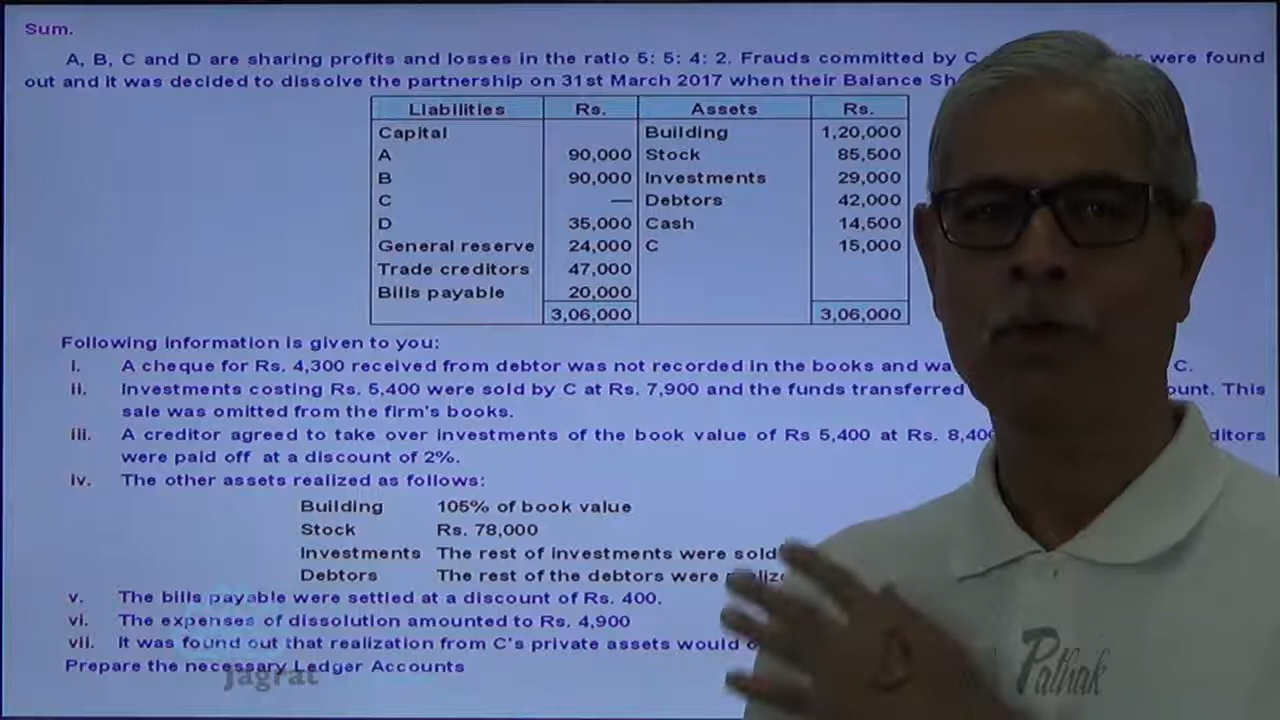 Sum.
A, B, C and D are sharing profits and losses in the ratio 5: 5: 4: 2. Frauds committed by C were found
out and it was decided to dissolve the partnership on 31st March 2017 when their Balance
Liabilities Rs. Assets Rs.
Capital Building 1,20,000
A 90,000 Stock 85,500
B 90,000 Investments 29,000
C — Debtors 42,000
D 35,000 Cash 14,500
General reserve 24,000 C 15,000
Trade creditors 47,000
Bills payable 20,000
3,06,000 3,06,000
Following information is given to you:
i. A cheque for Rs. 4,300 received from debtor was not recorded in the books and C.
ii. Investments costing Rs. 5,400 were sold by C at Rs. 7,900 and the funds transferred This
sale was omitted from the firm's books.
iii. A creditor agreed to take over investments of the book value of Rs 5,400 at Rs.
were paid off at a discount of 2%.
iv. The other assets realized as follows:
Building 105% of book value
Stock Rs. 78,000
Investments The rest of investments were sold
Debtors The rest of the debtors were
v. The bills payable were settled at a discount of Rs. 400.
vi. The expenses of dissolution amounted to Rs. 4,900
vii. It was found out that realization from C's private assets would
Prepare the necessary Ledger Accounts
Jagrat
Pathak